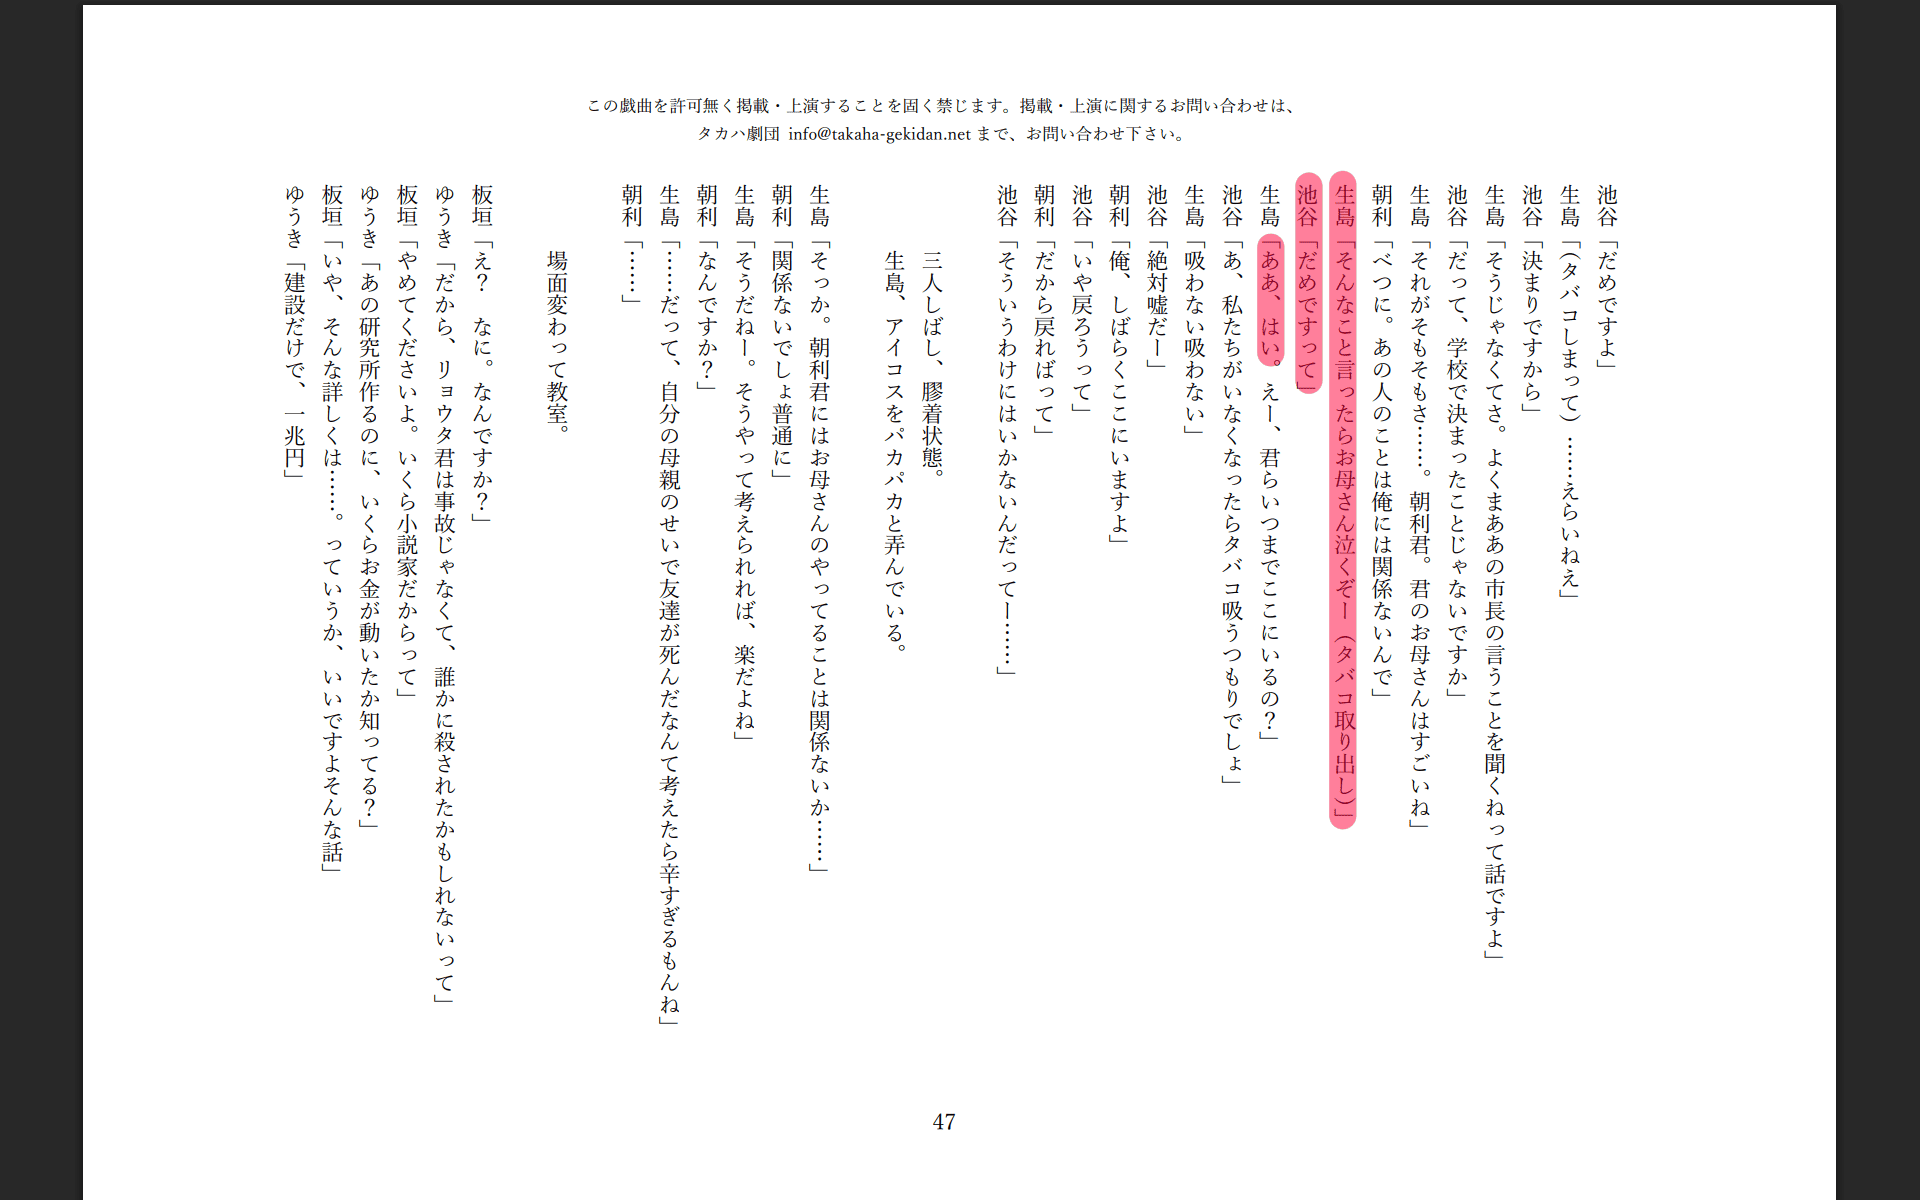 この戯曲を許可無く掲載・上演することを固く禁じます。掲載・上演に関するお問い合わせは、
タカハ劇団 info@takaha-gekidan.net まで、お問い合わせ下さい。
池谷「だめですよ」
生島「(タバコしまって)……えらいねえ」
池谷「決まりですから」
生島「そうじゃなくてさ。よくまああの市長の言うことを聞くねって話ですよ」
池谷「だって、学校で決まったことじゃないですか」
生島「それがそもそもさ……。朝利君。君のお母さんはすごいね」
朝利「べつに。あの人のことは俺には関係ないんで」
生島「そんなこと言ったらお母さん泣くぞー(タバコ取り出し)」
池谷「だめですって」
生島「ああ、はい。えー、君らいつまでここにいるの?」
池谷「あ、私たちがいなくなったらタバコ吸うつもりでしょ」
生島「吸わない吸わない」
池谷「絶対嘘だー」
朝利「俺、しばらくここにいますよ」
池谷「いや戻ろうって」
朝利「だから戻ればって」
池谷「そういうわけにはいかないんだってー……」
三人しばし、膠着状態。
生島、アイコスをパカパカと弄んでいる。
生島「そっか。朝利君にはお母さんのやってることは関係ないか……」
朝利「関係ないでしょ普通に」
生島「そうだねー。そうやって考えられれば、楽だよね」
朝利「なんですか?」
生島「……だって、自分の母親のせいで友達が死んだなんて考えたら辛すぎるもんね」
朝利「……」
場面変わって教室。
板垣「え? なに。なんですか?」
ゆうき「だから、リョウタ君は事故じゃなくて、誰かに殺されたかもしれないって」
板垣「やめてくださいよ。いくら小説家だからって」
ゆうき「あの研究所作るのに、いくらお金が動いたか知ってる?」
板垣「いや、そんな詳しくは……。っていうか、いいですよそんな話」
ゆうき「建設だけで、一兆円」
47